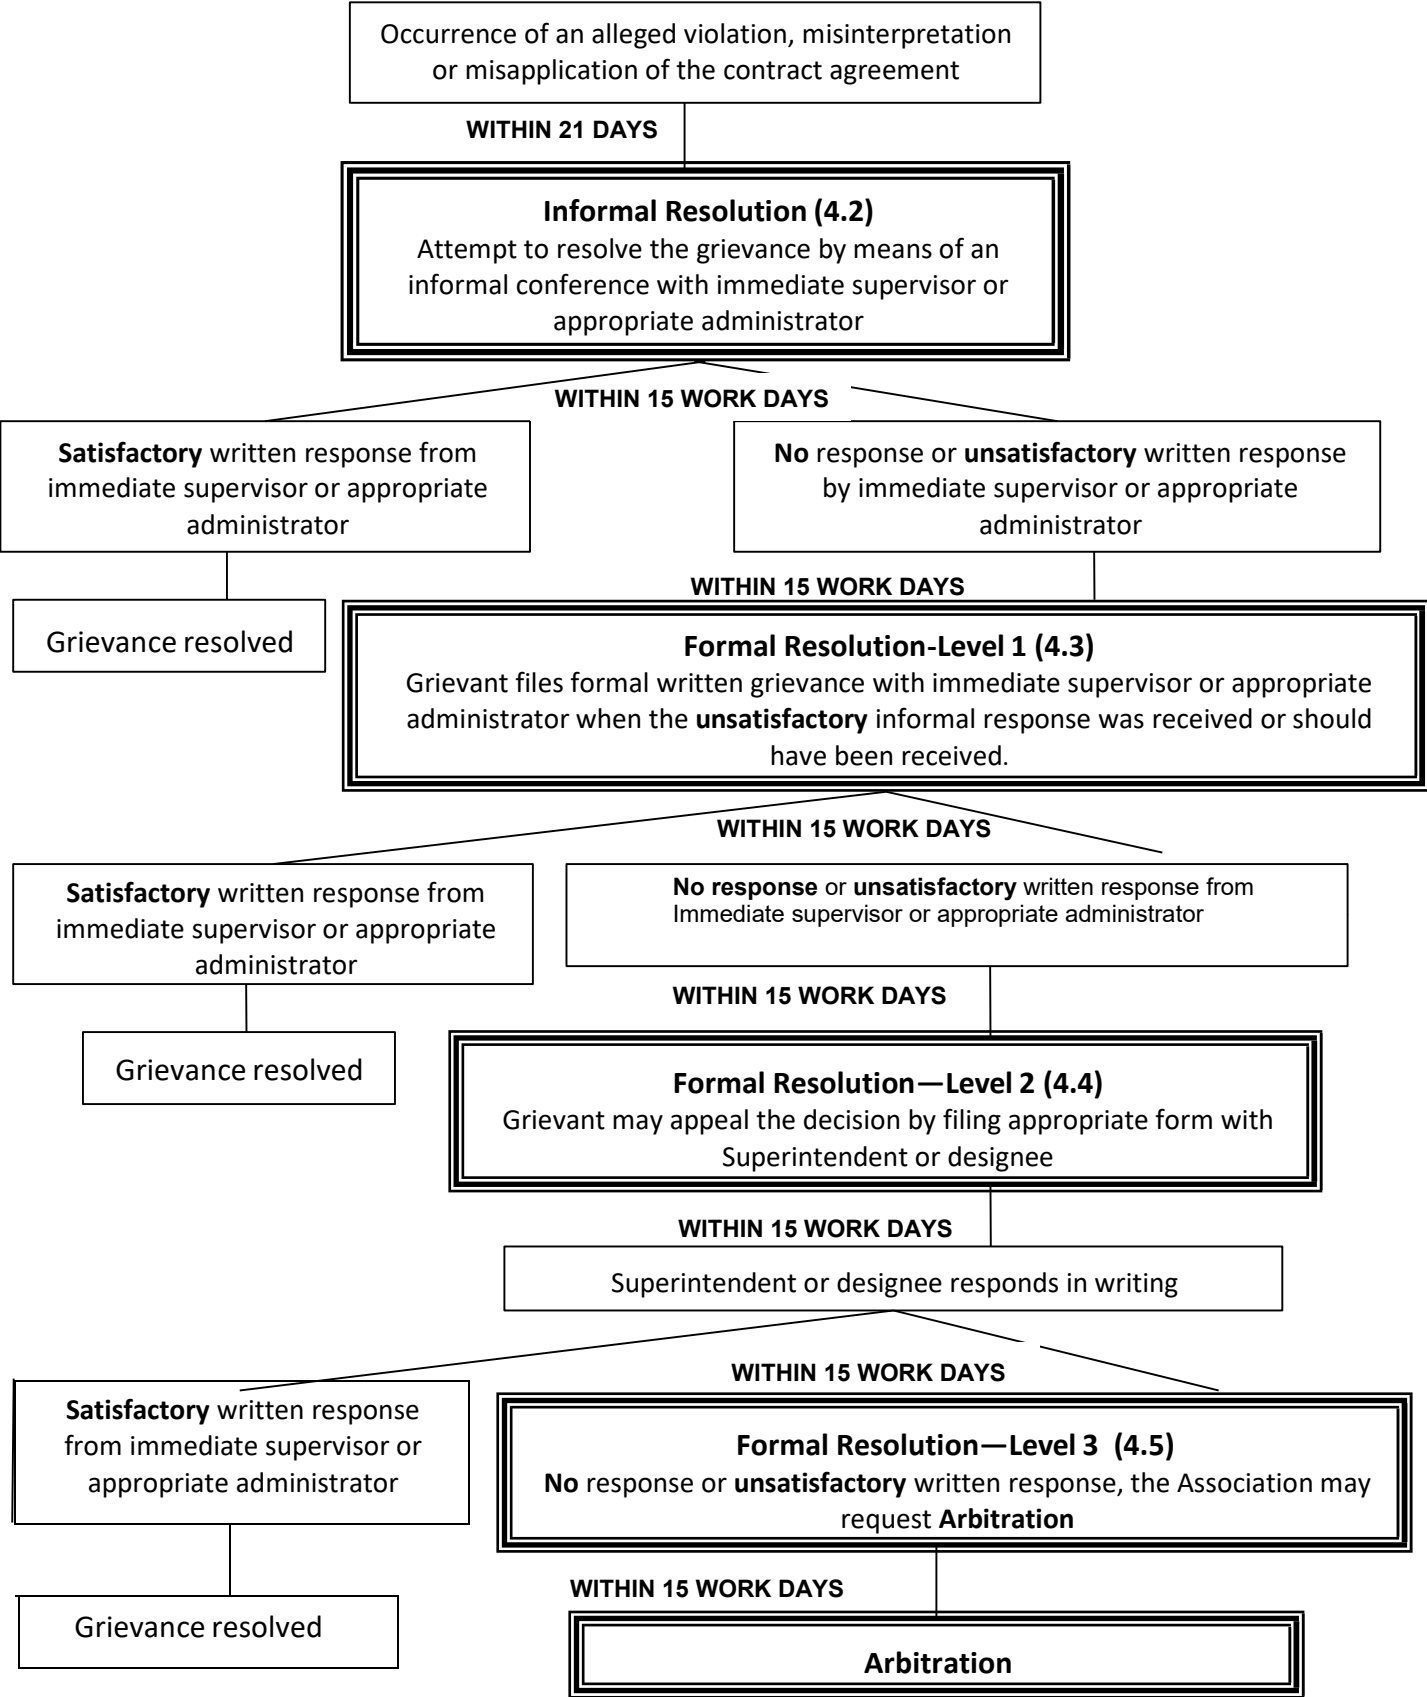 Occurrence of an alleged violation, misinterpretation
or misapplication of the contract agreement
WITHIN 21 DAYS
Informal Resolution (4.2)
Attempt to resolve the grievance by means of an
informal conference with immediate supervisor or
appropriate administrator
WITHIN 15 WORK DAYS
Satisfactory written response from
immediate supervisor or appropriate
administrator
No response or unsatisfactory written response
by immediate supervisor or appropriate
administrator
Grievance resolved
WITHIN 15 WORK DAYS
Formal Resolution-Level 1 (4.3)
Grievant files formal written grievance with immediate supervisor or appropriate
administrator when the unsatisfactory informal response was received or should
have been received.
WITHIN 15 WORK DAYS
Satisfactory written response from
immediate supervisor or appropriate
administrator
No response or unsatisfactory written response from
Immediate supervisor or appropriate administrator
Grievance resolved
WITHIN 15 WORK DAYS
Formal Resolution—Level 2 (4.4)
Grievant may appeal the decision by filing appropriate form with
Superintendent or designee
WITHIN 15 WORK DAYS
Superintendent or designee responds in writing
WITHIN 15 WORK DAYS
Satisfactory written response
from immediate supervisor or
appropriate administrator
Formal Resolution—Level 3 (4.5)
No response or unsatisfactory written response, the Association may
request Arbitration
Grievance resolved
WITHIN 15 WORK DAYS
Arbitration